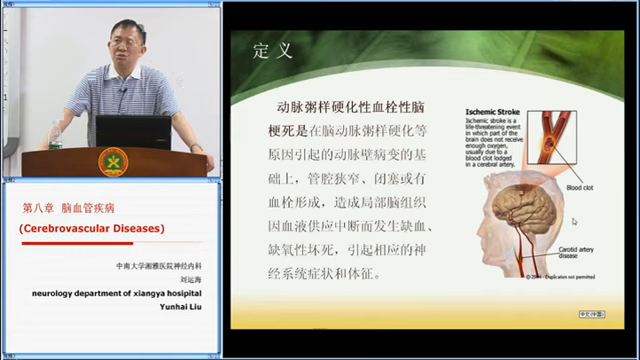 第八章 脑血管疾病
(Cerebrovascular Diseases)
中南大学湘雅医院神经内科
刘运海
neurology department of xiangya hosipital
Yunhai Liu
定义
动脉粥样硬化性血栓性脑
梗死是在脑动脉粥样硬化等
原因引起的动脉壁病变的基
础上，管腔狭窄、闭塞或有
血栓形成，造成局部脑组织
因血液供应中断而发生缺血、
缺氧性坏死，引起相应的神
经系统症状和体征。
Ischemic Stroke
Ischemic stroke is a
life-threatening event
in which part of the
brain does not receive
enough oxygen,
usually due to a
blood clot lodged
in a cerebral artery.
Blood clot
Carotid artery
disease
Duplication not permitted